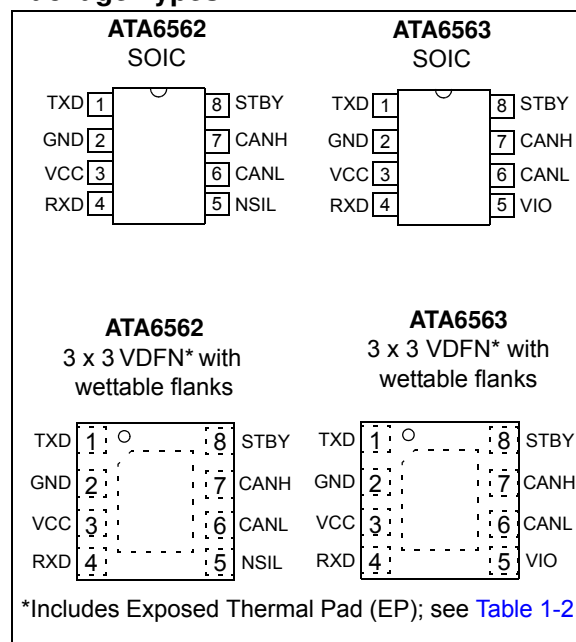 ATA6562
SOIC
TXD 1 8 STBY
GND 2 7 CANH
VCC 3 6 CANL
RXD 4 5 NSIL
ATA6563
SOIC
TXD 1 8 STBY
GND 2 7 CANH
VCC 3 6 CANL
RXD 4 5 VIO
ATA6562
3 x 3 VDFN* with
wettable flanks
TXD 1 8 STBY
GND 2 7 CANH
VCC 3 6 CANL
RXD 4 5 NSIL
ATA6563
3 x 3 VDFN* with
wettable flanks
TXD 1 8 STBY
GND 2 7 CANH
VCC 3 6 CANL
RXD 4 5 VIO
*Includes Exposed Thermal Pad (EP); see Table 1-2